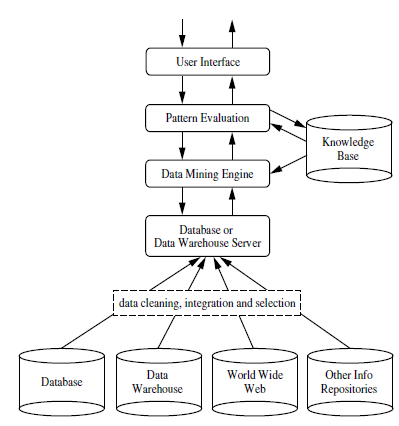 User Interface
Pattern Evaluation
Knowledge
Base
Data Mining Engine
Database or
Data Warehouse Server
data cleaning, integration and selection
Database
Data
Warehouse
World Wide
Web
Other Info
Repositories